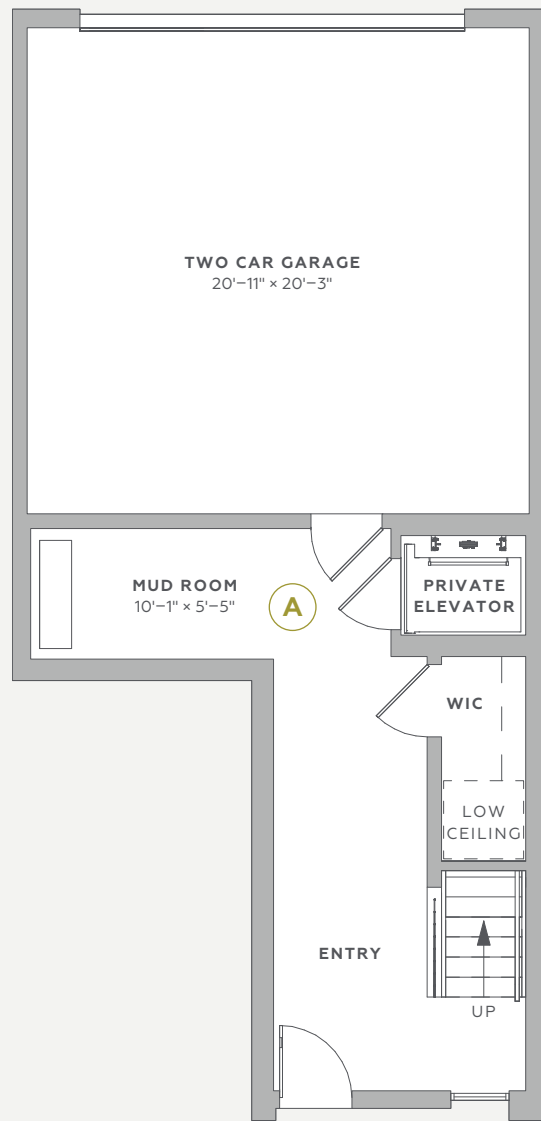 TWO CAR GARAGE
20'–11" × 20'–3"
MUD ROOM
10'–1" × 5'–5"
A
PRIVATE
ELEVATOR
WIC
LOW
CEILING
ENTRY
UP